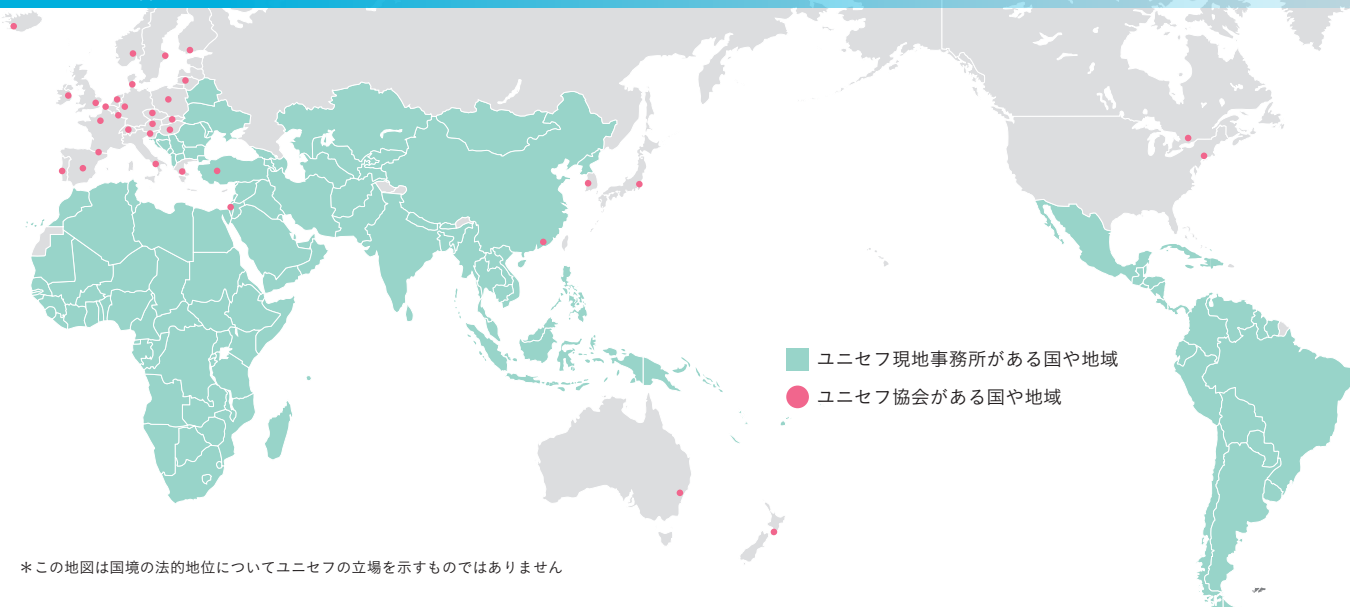 ユニセフ現地事務所がある国や地域
ユニセフ協会がある国や地域
＊この地図は国境の法的地位についてユニセフの立場を示すものではありません